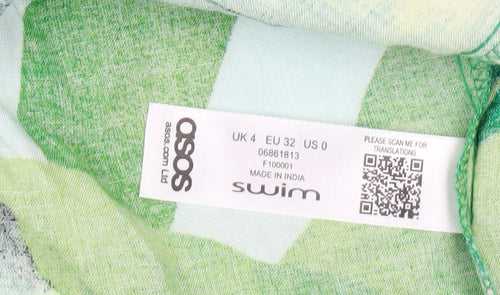 asos
asos.com Ltd
UK 4 EU 32 US 0
06861813
F100001
MADE IN INDIA
swim
PLEASE SCAN ME FOR
TRANSLATIONS